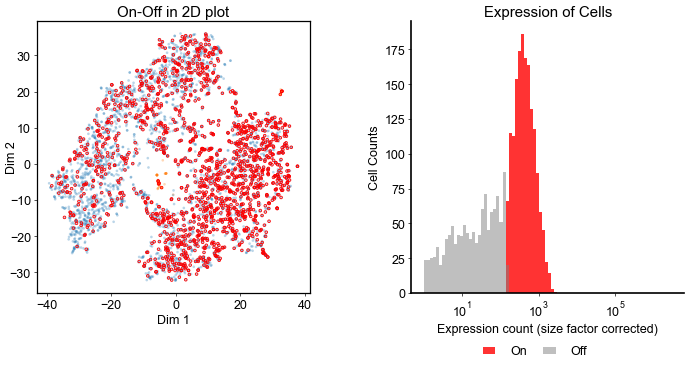 On-Off in 2D plot
30
20
10
0
−10
−20
−30
Dim 2
−40
−20
0
20
40
Dim 1
Expression of Cells
175
150
125
100
75
50
25
0
Cell Counts
10^1
10^3
10^5
Expression count (size factor corrected)
On
Off